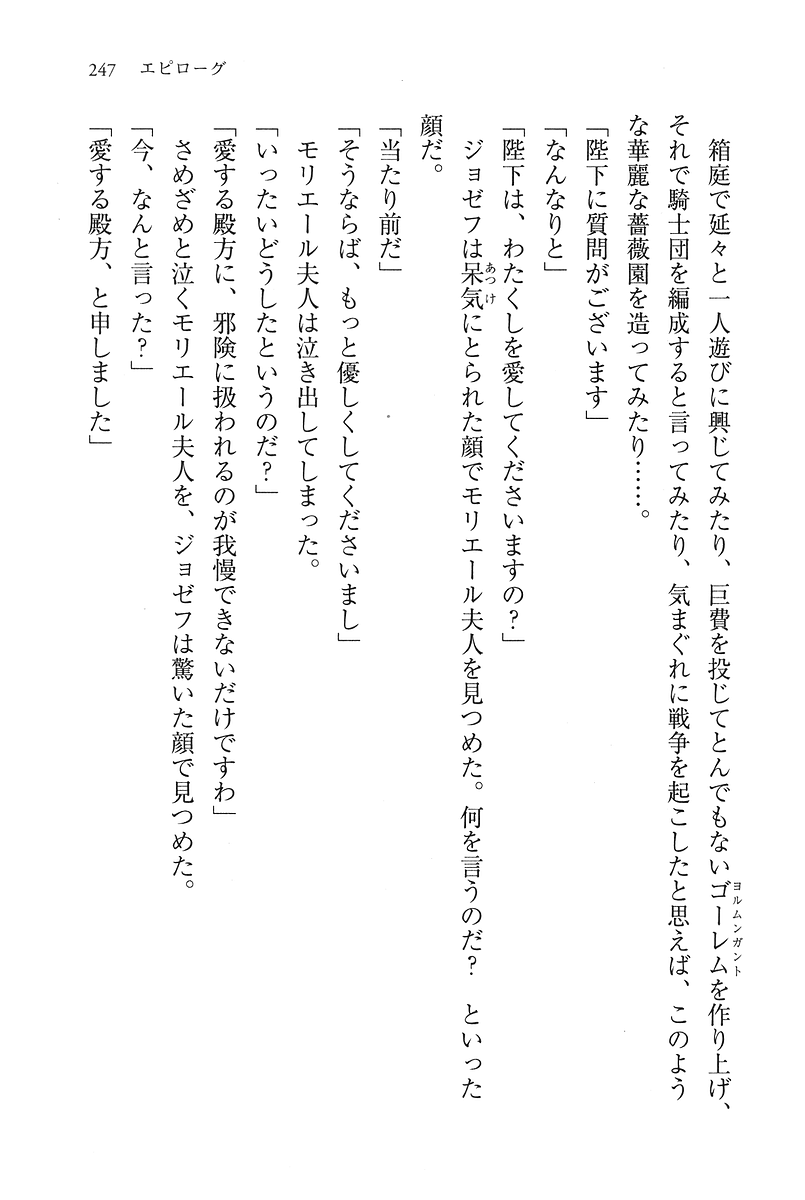 247 エピローグ
箱庭で延々と一人遊びに興じてみたり、巨費を投じてとんでもないゴーレムを作り上げ、
ヨルムンガント
それで騎士団を編成すると言ってみたり、気まぐれに戦争を起こしたと思えば、このよう
な華麗な薔薇園を造ってみたり……。
「陛下に質問がございます」
「なんなりと」
「陛下は、わたくしを愛してくださいますの？」
ジョゼフは呆気にとられた顔でモリエール夫人を見つめた。何を言うのだ？　といった
あっけ
顔だ。
「当たり前だ」
「そうならば、もっと優しくしてくださいまし」
モリエール夫人は泣き出してしまった。
「いったいどうしたというのだ？」
「愛する殿方に、邪険に扱われるのが我慢できないだけですわ」
さめざめと泣くモリエール夫人を、ジョゼフは驚いた顔で見つめた。
「今、なんと言った？」
「愛する殿方、と申しました」